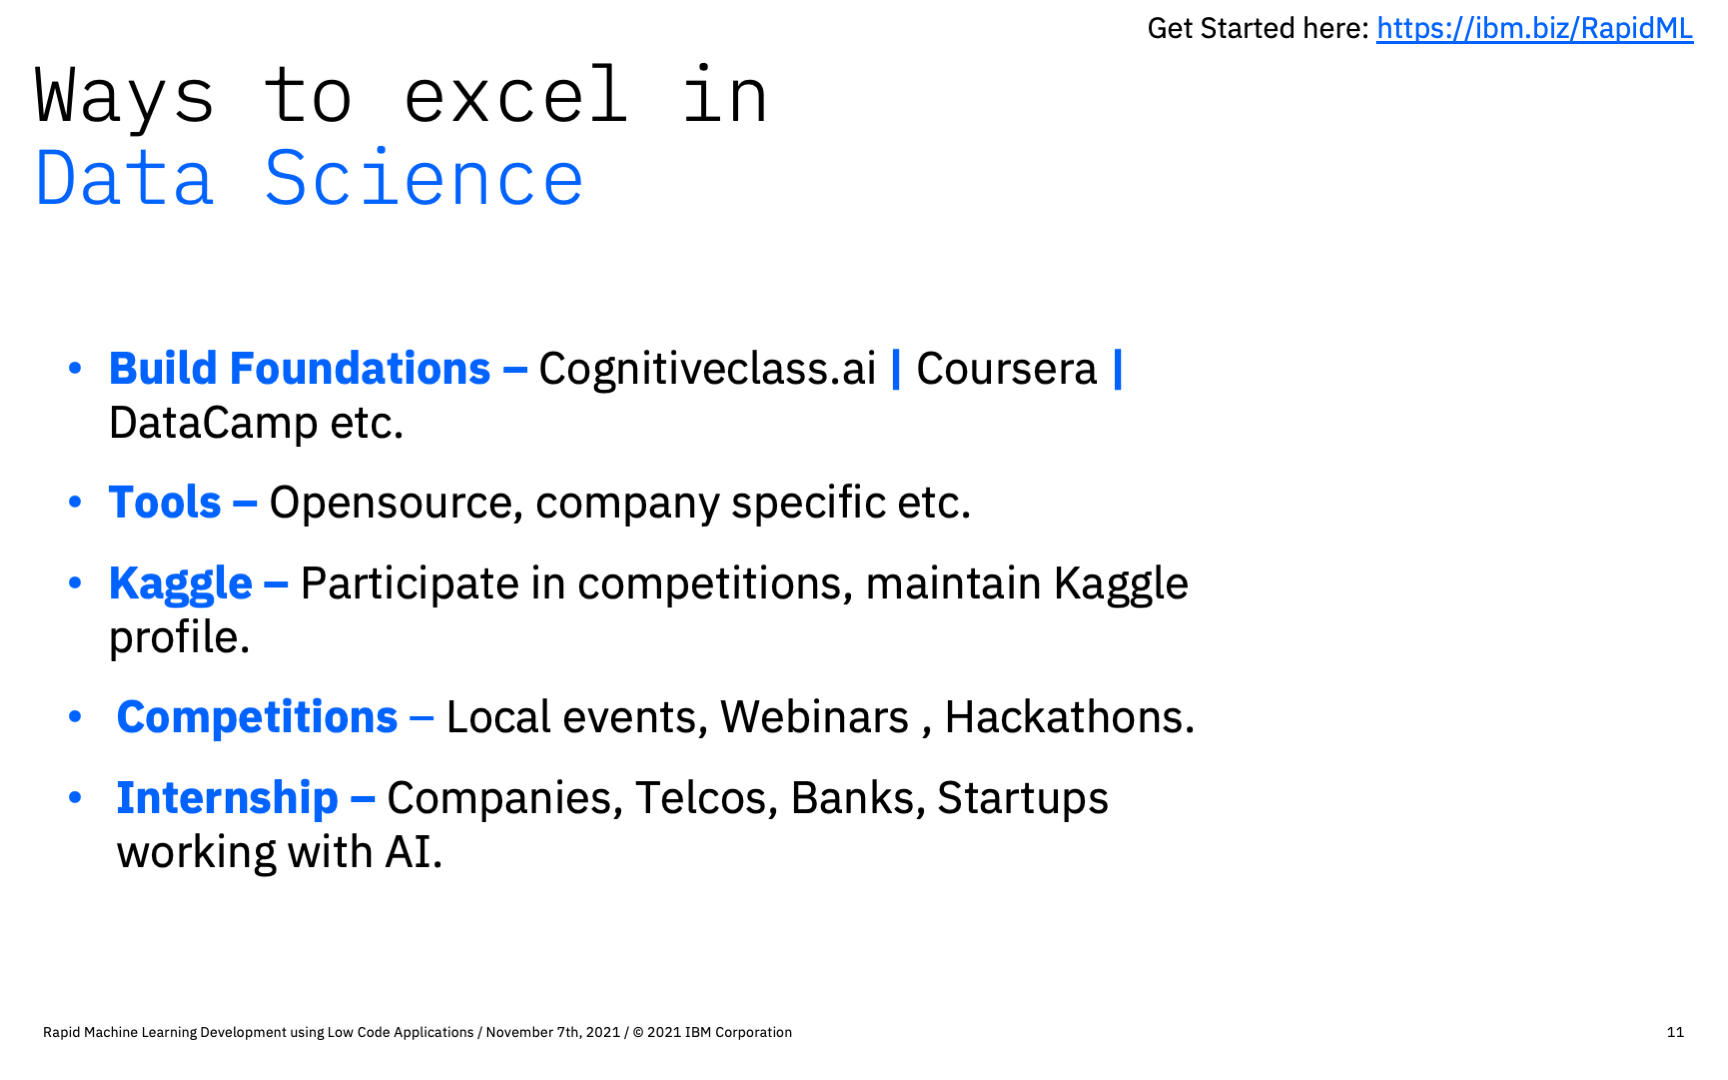 Get Started here: https://ibm.biz/RapidML
Ways to excel in
Data Science
• Build Foundations – Cognitiveclass.ai | Coursera |
DataCamp etc.
• Tools – Opensource, company specific etc.
• Kaggle – Participate in competitions, maintain Kaggle
profile.
• Competitions – Local events, Webinars , Hackathons.
• Internship – Companies, Telcos, Banks, Startups
working with AI.
Rapid Machine Learning Development using Low Code Applications / November 7th, 2021 / © 2021 IBM Corporation
11